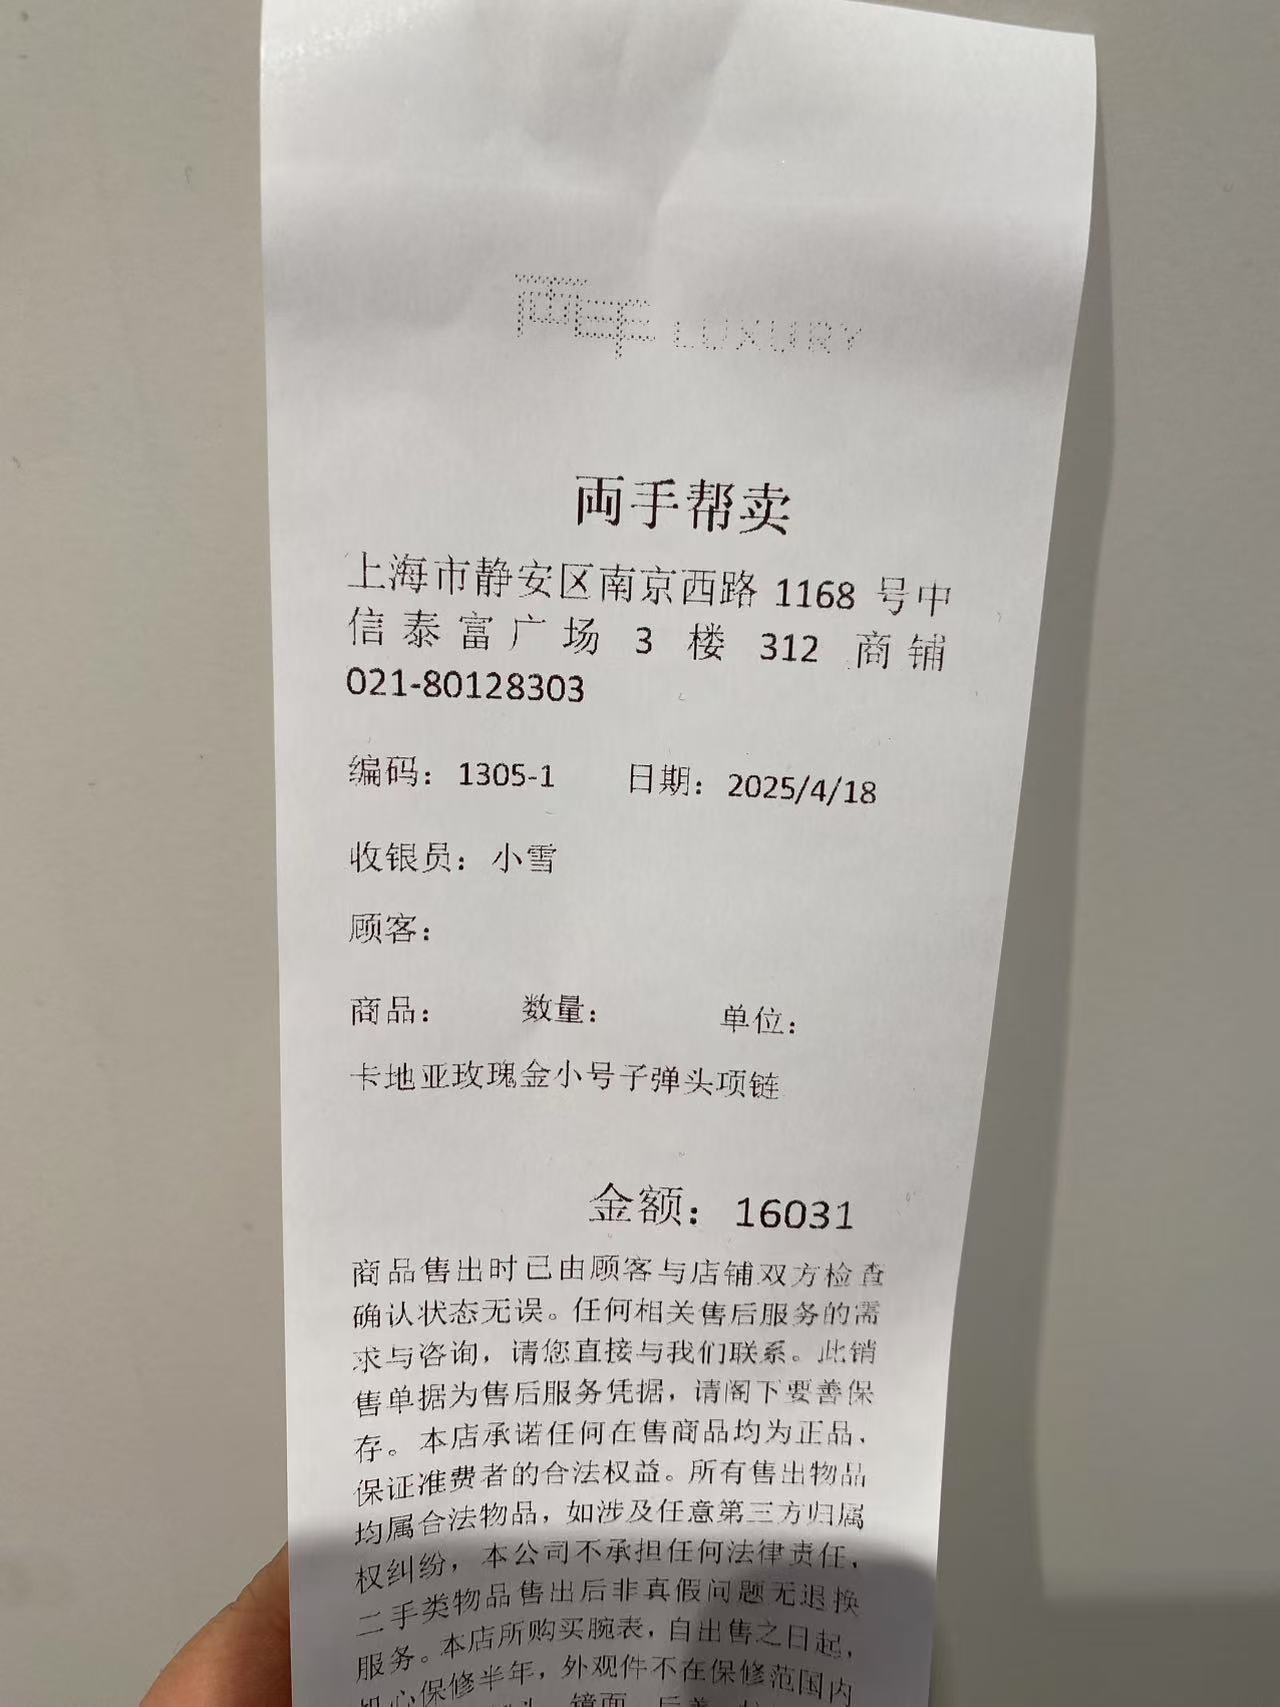 両手 LUXURY
両手帮卖
上海市静安区南京西路 1168 号中
信泰富广场 3 楼 312 商铺
021-80128303
编码：1305-1 日期：2025/4/18
收银员：小雪
顾客：
商品： 数量： 单位：
卡地亚玫瑰金小号子弹头项链
金额：16031
商品售出时已由顾客与店铺双方检查
确认状态无误。任何相关售后服务的需
求与咨询，请您直接与我们联系。此销
售单据为售后服务凭据，请阁下要善保
存。本店承诺任何在售商品均为正品，
保证准费者的合法权益。所有售出物品
均属合法物品，如涉及任意第三方归属
权纠纷，本公司不承担任何法律责任，
二手类物品售出后非真假问题无退换
服务。本店所购买腕表，自出售之日起，
心保修半年，外观件不在保修范围内
镜面